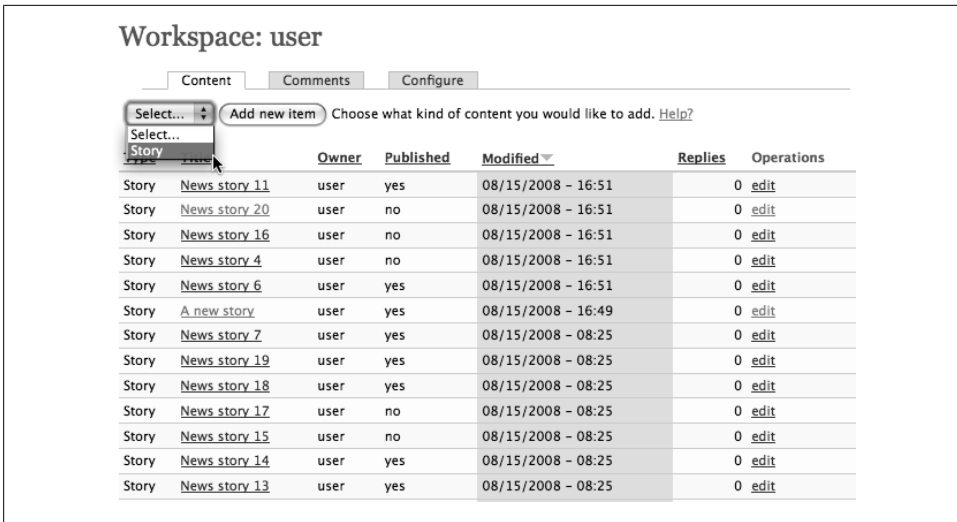 Workspace: user
Content Comments Configure
Select... Add new item Choose what kind of content you would like to add. Help?
Select...
Story
Type Title Owner Published Modified Replies Operations
Story News story 11 user yes 08/15/2008 – 16:51 0 edit
Story News story 20 user no 08/15/2008 – 16:51 0 edit
Story News story 16 user no 08/15/2008 – 16:51 0 edit
Story News story 4 user no 08/15/2008 – 16:51 0 edit
Story News story 6 user yes 08/15/2008 – 16:51 0 edit
Story A new story user yes 08/15/2008 – 16:49 0 edit
Story News story 7 user yes 08/15/2008 – 08:25 0 edit
Story News story 19 user yes 08/15/2008 – 08:25 0 edit
Story News story 18 user yes 08/15/2008 – 08:25 0 edit
Story News story 17 user no 08/15/2008 – 08:25 0 edit
Story News story 15 user no 08/15/2008 – 08:25 0 edit
Story News story 14 user yes 08/15/2008 – 08:25 0 edit
Story News story 13 user yes 08/15/2008 – 08:25 0 edit